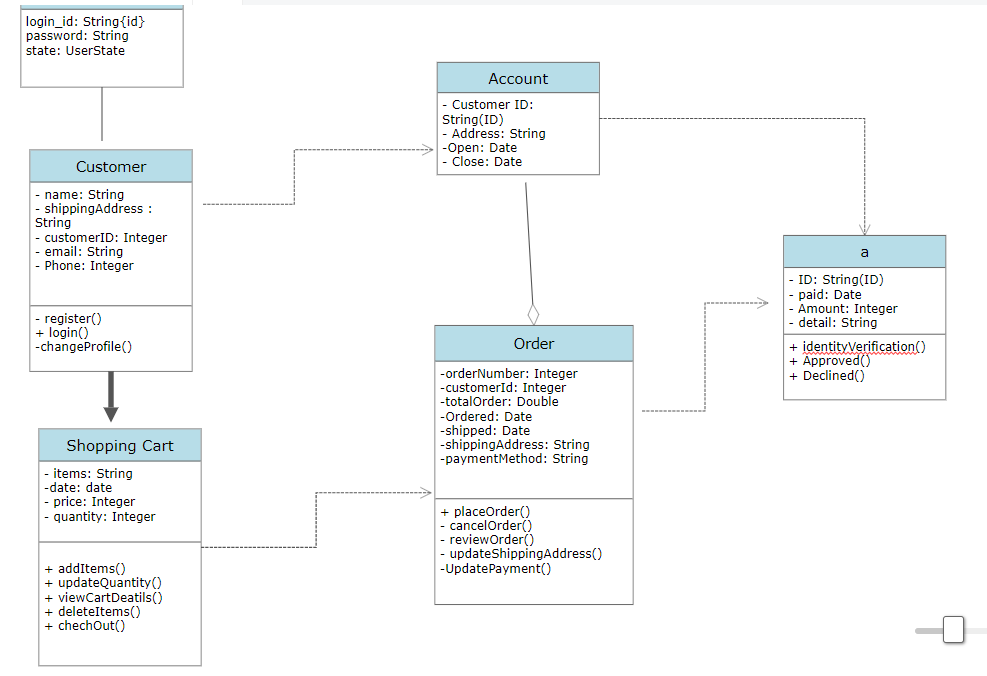 login_id: String{id}
password: String
state: UserState
Customer
- name: String
- shippingAddress :
String
- customerID: Integer
- email: String
- Phone: Integer
- register()
+ login()
-changeProfile()
Shopping Cart
- items: String
-date: date
- price: Integer
- quantity: Integer
+ addItems()
+ updateQuantity()
+ viewCartDeatils()
+ deleteItems()
+ chechOut()
Account
- Customer ID:
String(ID)
- Address: String
-Open: Date
- Close: Date
Order
-orderNumber: Integer
-customerId: Integer
-totalOrder: Double
-Ordered: Date
-shipped: Date
-shippingAddress: String
-paymentMethod: String
+ placeOrder()
- cancelOrder()
- reviewOrder()
- updateShippingAddress()
-UpdatePayment()
a
- ID: String(ID)
- paid: Date
- Amount: Integer
- detail: String
+ identityVerification()
+ Approved()
+ Declined()